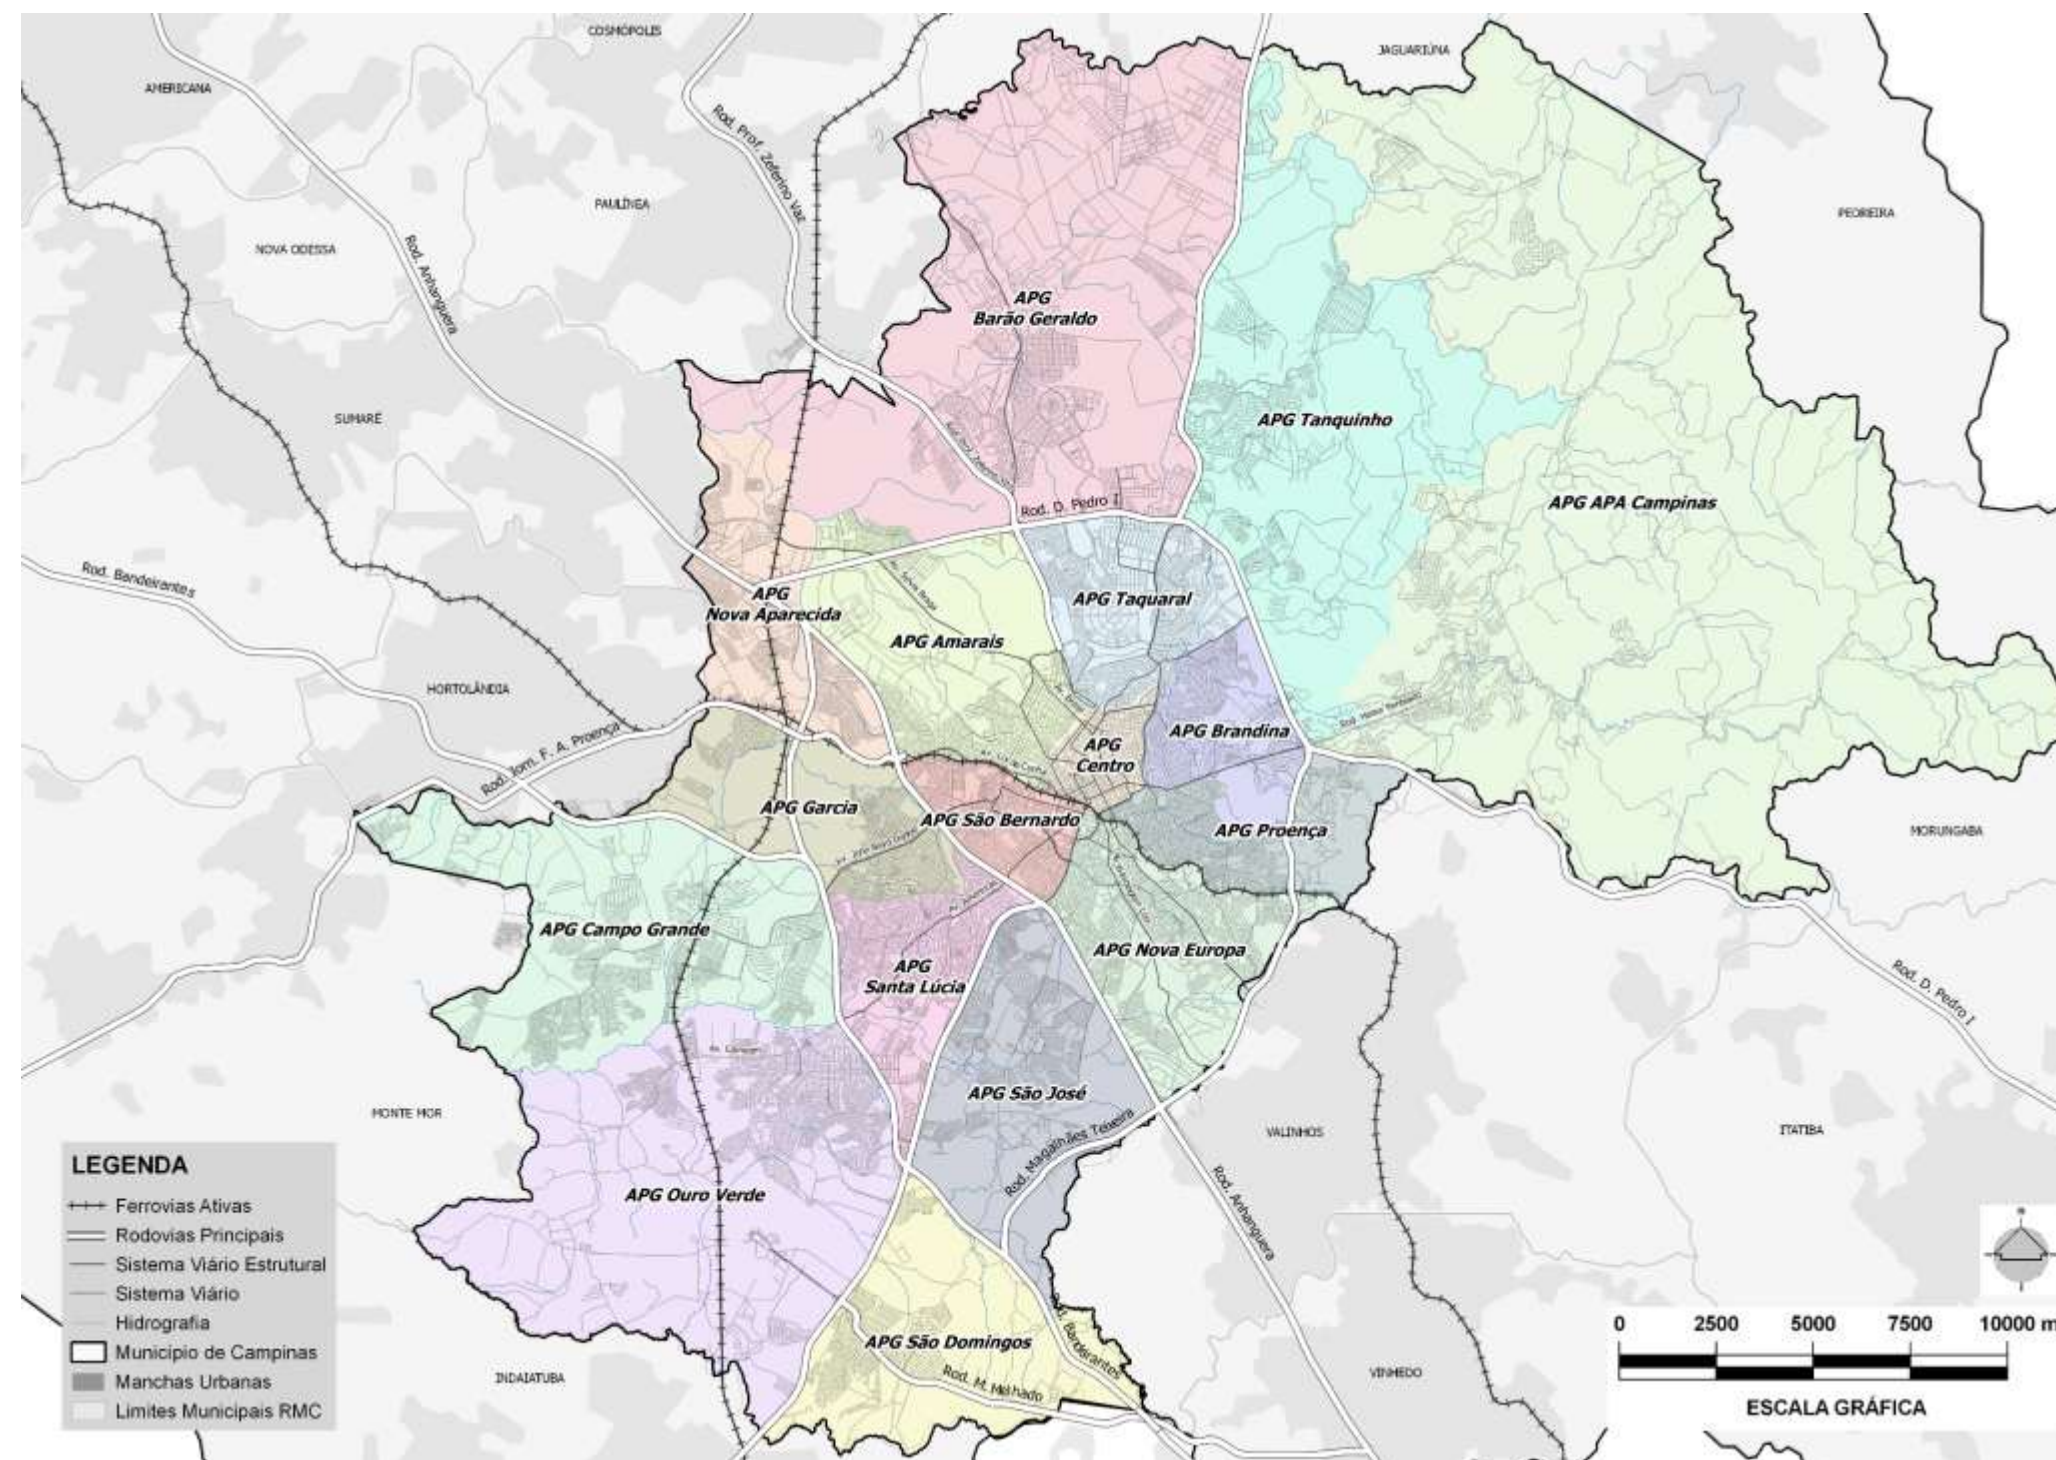 COSMÓPOLIS
JAGUARIÚNA
AMERICANA
Rod. Prof. Zeferino Vaz
PAULÍNEA
PEDREIRA
NOVA ODESSA
Rod. Anhanguera
APG
Barão Geraldo
SUMARÉ
APG Tanquinho
APG APA Campinas
Rod. D. Pedro I
Rod. Bandeirantes
APG
Nova Aparecida
APG Taquaral
APG Amarais
HORTOLÂNDIA
Rod. Jorn. F. A. Proença
APG Brandina
APG
Centro
APG Garcia
APG São Bernardo
APG Proença
MORUNGABA
APG Campo Grande
APG Nova Europa
APG
Santa Lúcia
Rod. D. Pedro I
APG São José
MONTE MOR
Rod. Magalhães Teixeira
VALINHOS
ITATIBA
APG Ouro Verde
Rod. Anhanguera
APG São Domingos
Rod. Bandeirantes
Rod. M. Melhado
INDAIATUBA
VINHEDO
LEGENDA
Ferrovias Ativas
Rodovias Principais
Sistema Viário Estrutural
Sistema Viário
Hidrografia
Município de Campinas
Manchas Urbanas
Limites Municipais RMC
0 2500 5000 7500 10000 m
ESCALA GRÁFICA